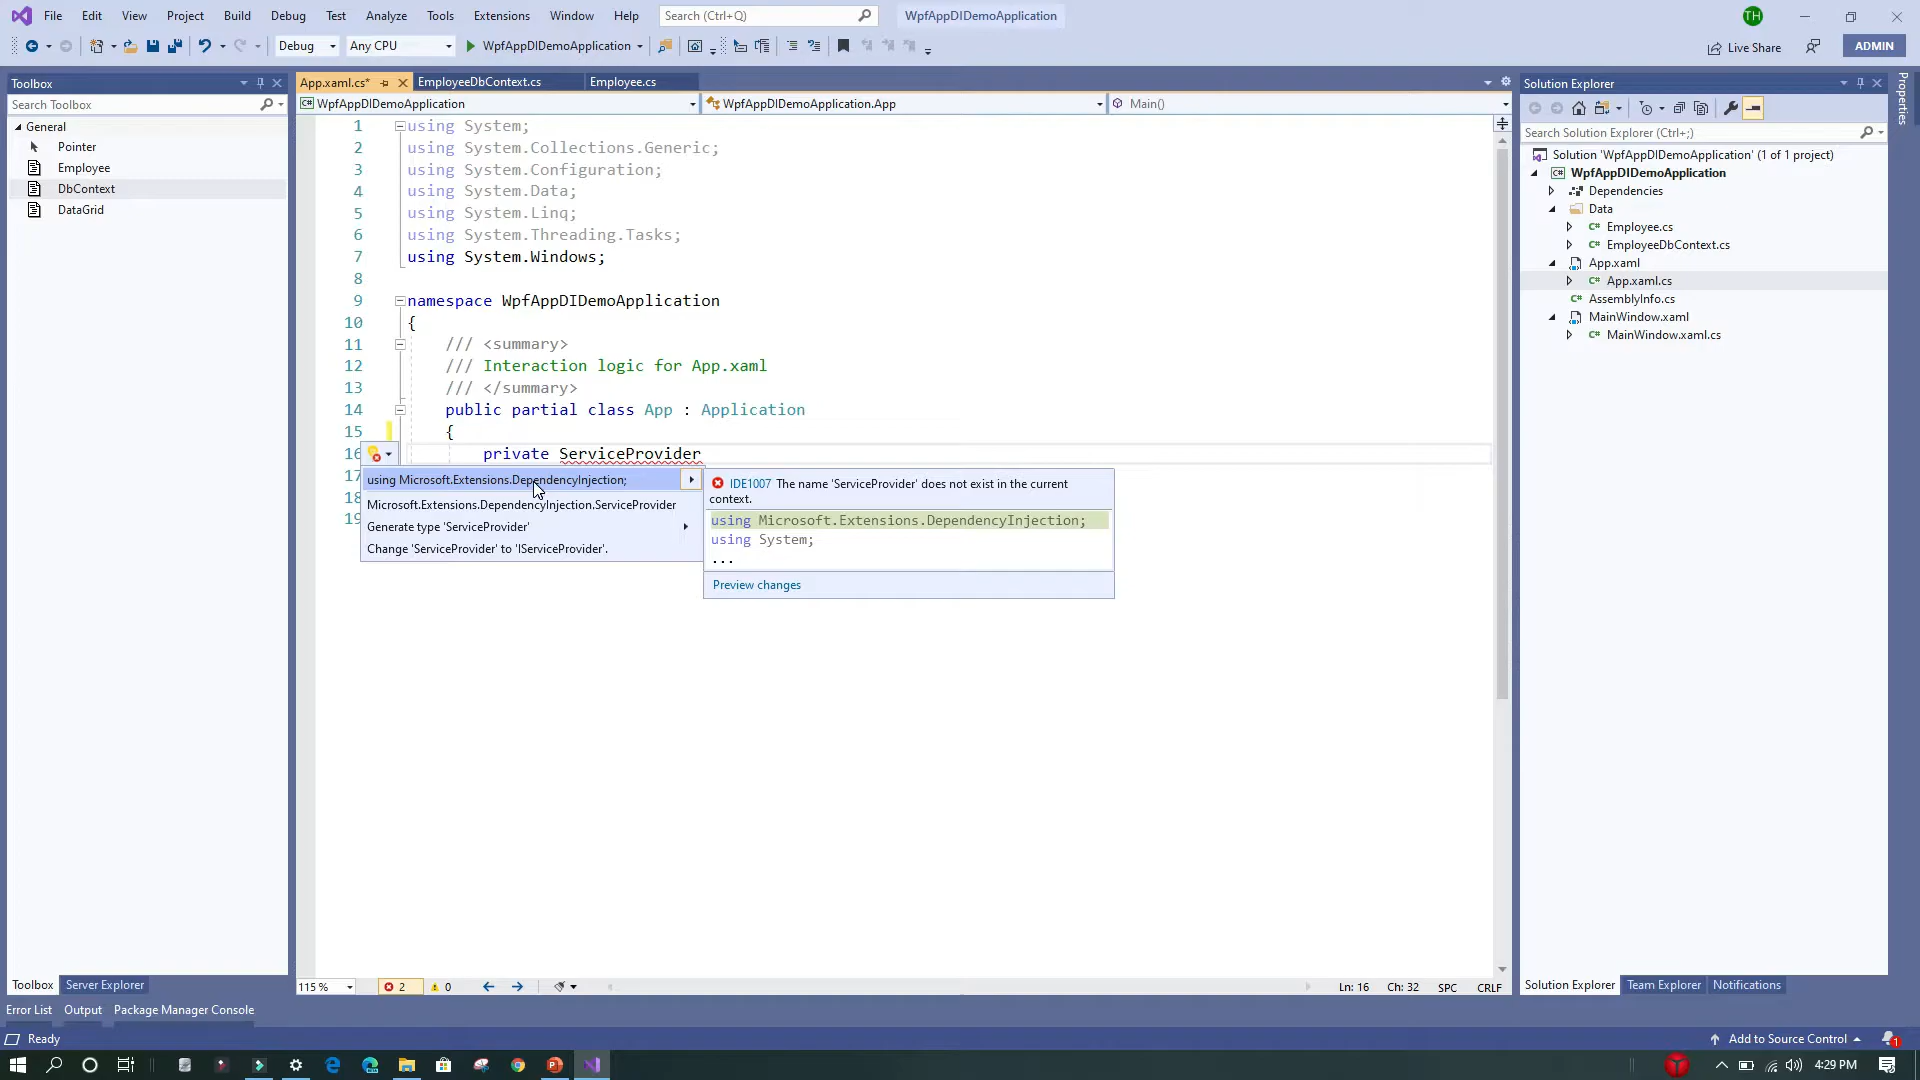 File Edit View Project Build Debug Test Analyze Tools Extensions Window Help Search (Ctrl+Q) WpfAppDIDemoApplication TH
Debug Any CPU WpfAppDIDemoApplication Live Share ADMIN
Toolbox
Search Toolbox
General
Pointer
Employee
DbContext
DataGrid
Toolbox Server Explorer
App.xaml.cs* EmployeeDbContext.cs Employee.cs
WpfAppDIDemoApplication WpfAppDIDemoApplication.App Main()
1 using System;
2 using System.Collections.Generic;
3 using System.Configuration;
4 using System.Data;
5 using System.Linq;
6 using System.Threading.Tasks;
7 using System.Windows;
8
9 namespace WpfAppDIDemoApplication
10 {
11 /// <summary>
12 /// Interaction logic for App.xaml
13 /// </summary>
14 public partial class App : Application
15 {
16 private ServiceProvider
17
18
19
using Microsoft.Extensions.DependencyInjection;
Microsoft.Extensions.DependencyInjection.ServiceProvider
Generate type 'ServiceProvider'
Change 'ServiceProvider' to 'IServiceProvider'.
IDE1007 The name 'ServiceProvider' does not exist in the current
context.
using Microsoft.Extensions.DependencyInjection;
using System;
...
Preview changes
115 % 2 0 Ln: 16 Ch: 32 SPC CRLF
Solution Explorer
Search Solution Explorer (Ctrl+;)
Solution 'WpfAppDIDemoApplication' (1 of 1 project)
WpfAppDIDemoApplication
Dependencies
Data
Employee.cs
EmployeeDbContext.cs
App.xaml
App.xaml.cs
AssemblyInfo.cs
MainWindow.xaml
MainWindow.xaml.cs
Solution Explorer Team Explorer Notifications
Properties
Error List Output Package Manager Console
Ready Add to Source Control 1
4:29 PM